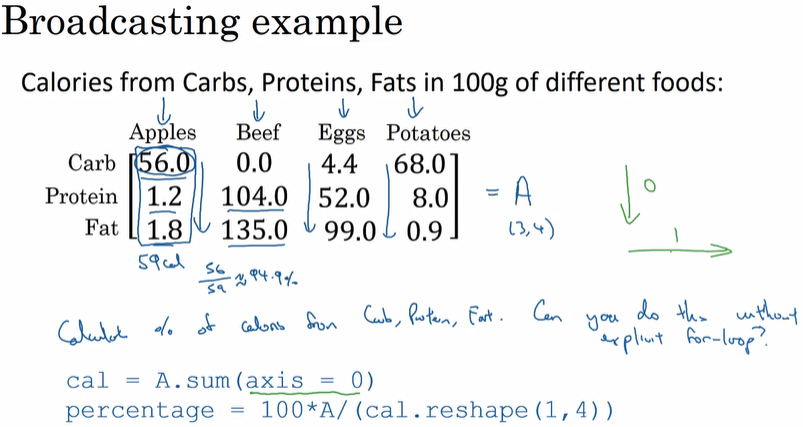 Broadcasting example
Calories from Carbs, Proteins, Fats in 100g of different foods:
Apples Beef Eggs Potatoes
Carb 56.0 0.0 4.4 68.0
Protein 1.2 104.0 52.0 8.0 = A
Fat 1.8 135.0 99.0 0.9 (3,4)
0
1
59cal 56/59 ≈ 94.9%
Calculate % of calories from Carb, Protein, Fat. Can you do this without
explicit for-loop?
cal = A.sum(axis = 0)
percentage = 100*A/(cal.reshape(1,4))